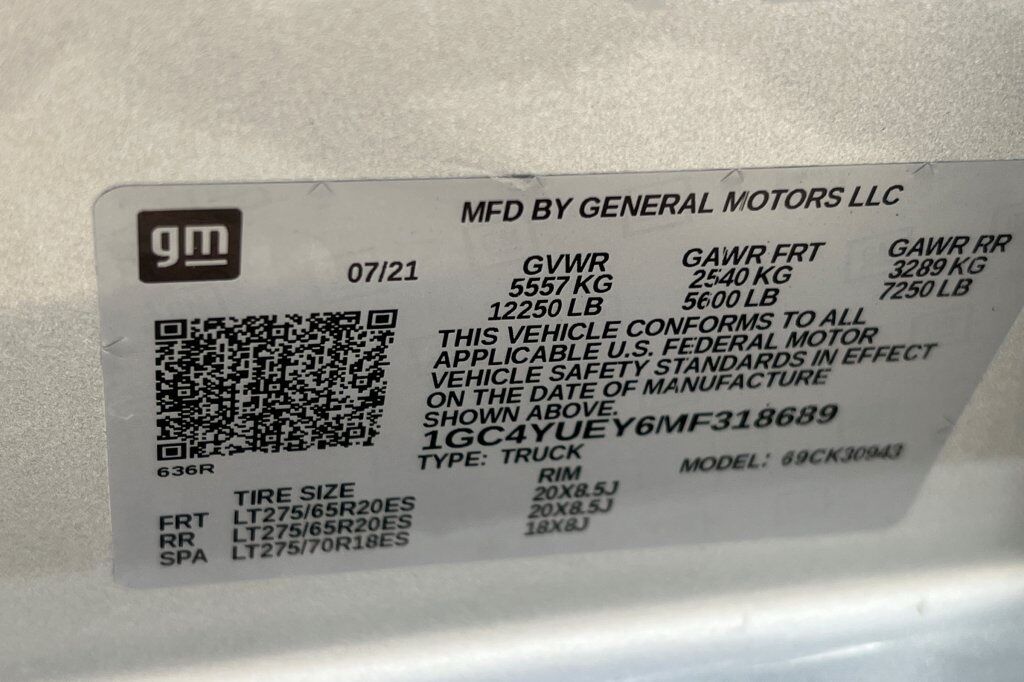 gm
MFD BY GENERAL MOTORS LLC
07/21
GVWR GAWR FRT GAWR RR
5557 KG 2540 KG 3289 KG
12250 LB 5600 LB 7250 LB
THIS VEHICLE CONFORMS TO ALL
APPLICABLE U.S. FEDERAL MOTOR
VEHICLE SAFETY STANDARDS IN EFFECT
ON THE DATE OF MANUFACTURE
SHOWN ABOVE.
1GC4YUEY6MF318689
TYPE: TRUCK MODEL: 69CK30943
636R
TIRE SIZE RIM
FRT LT275/65R20ES 20X8.5J
RR LT275/65R20ES 20X8.5J
SPA LT275/70R18ES 18X8J